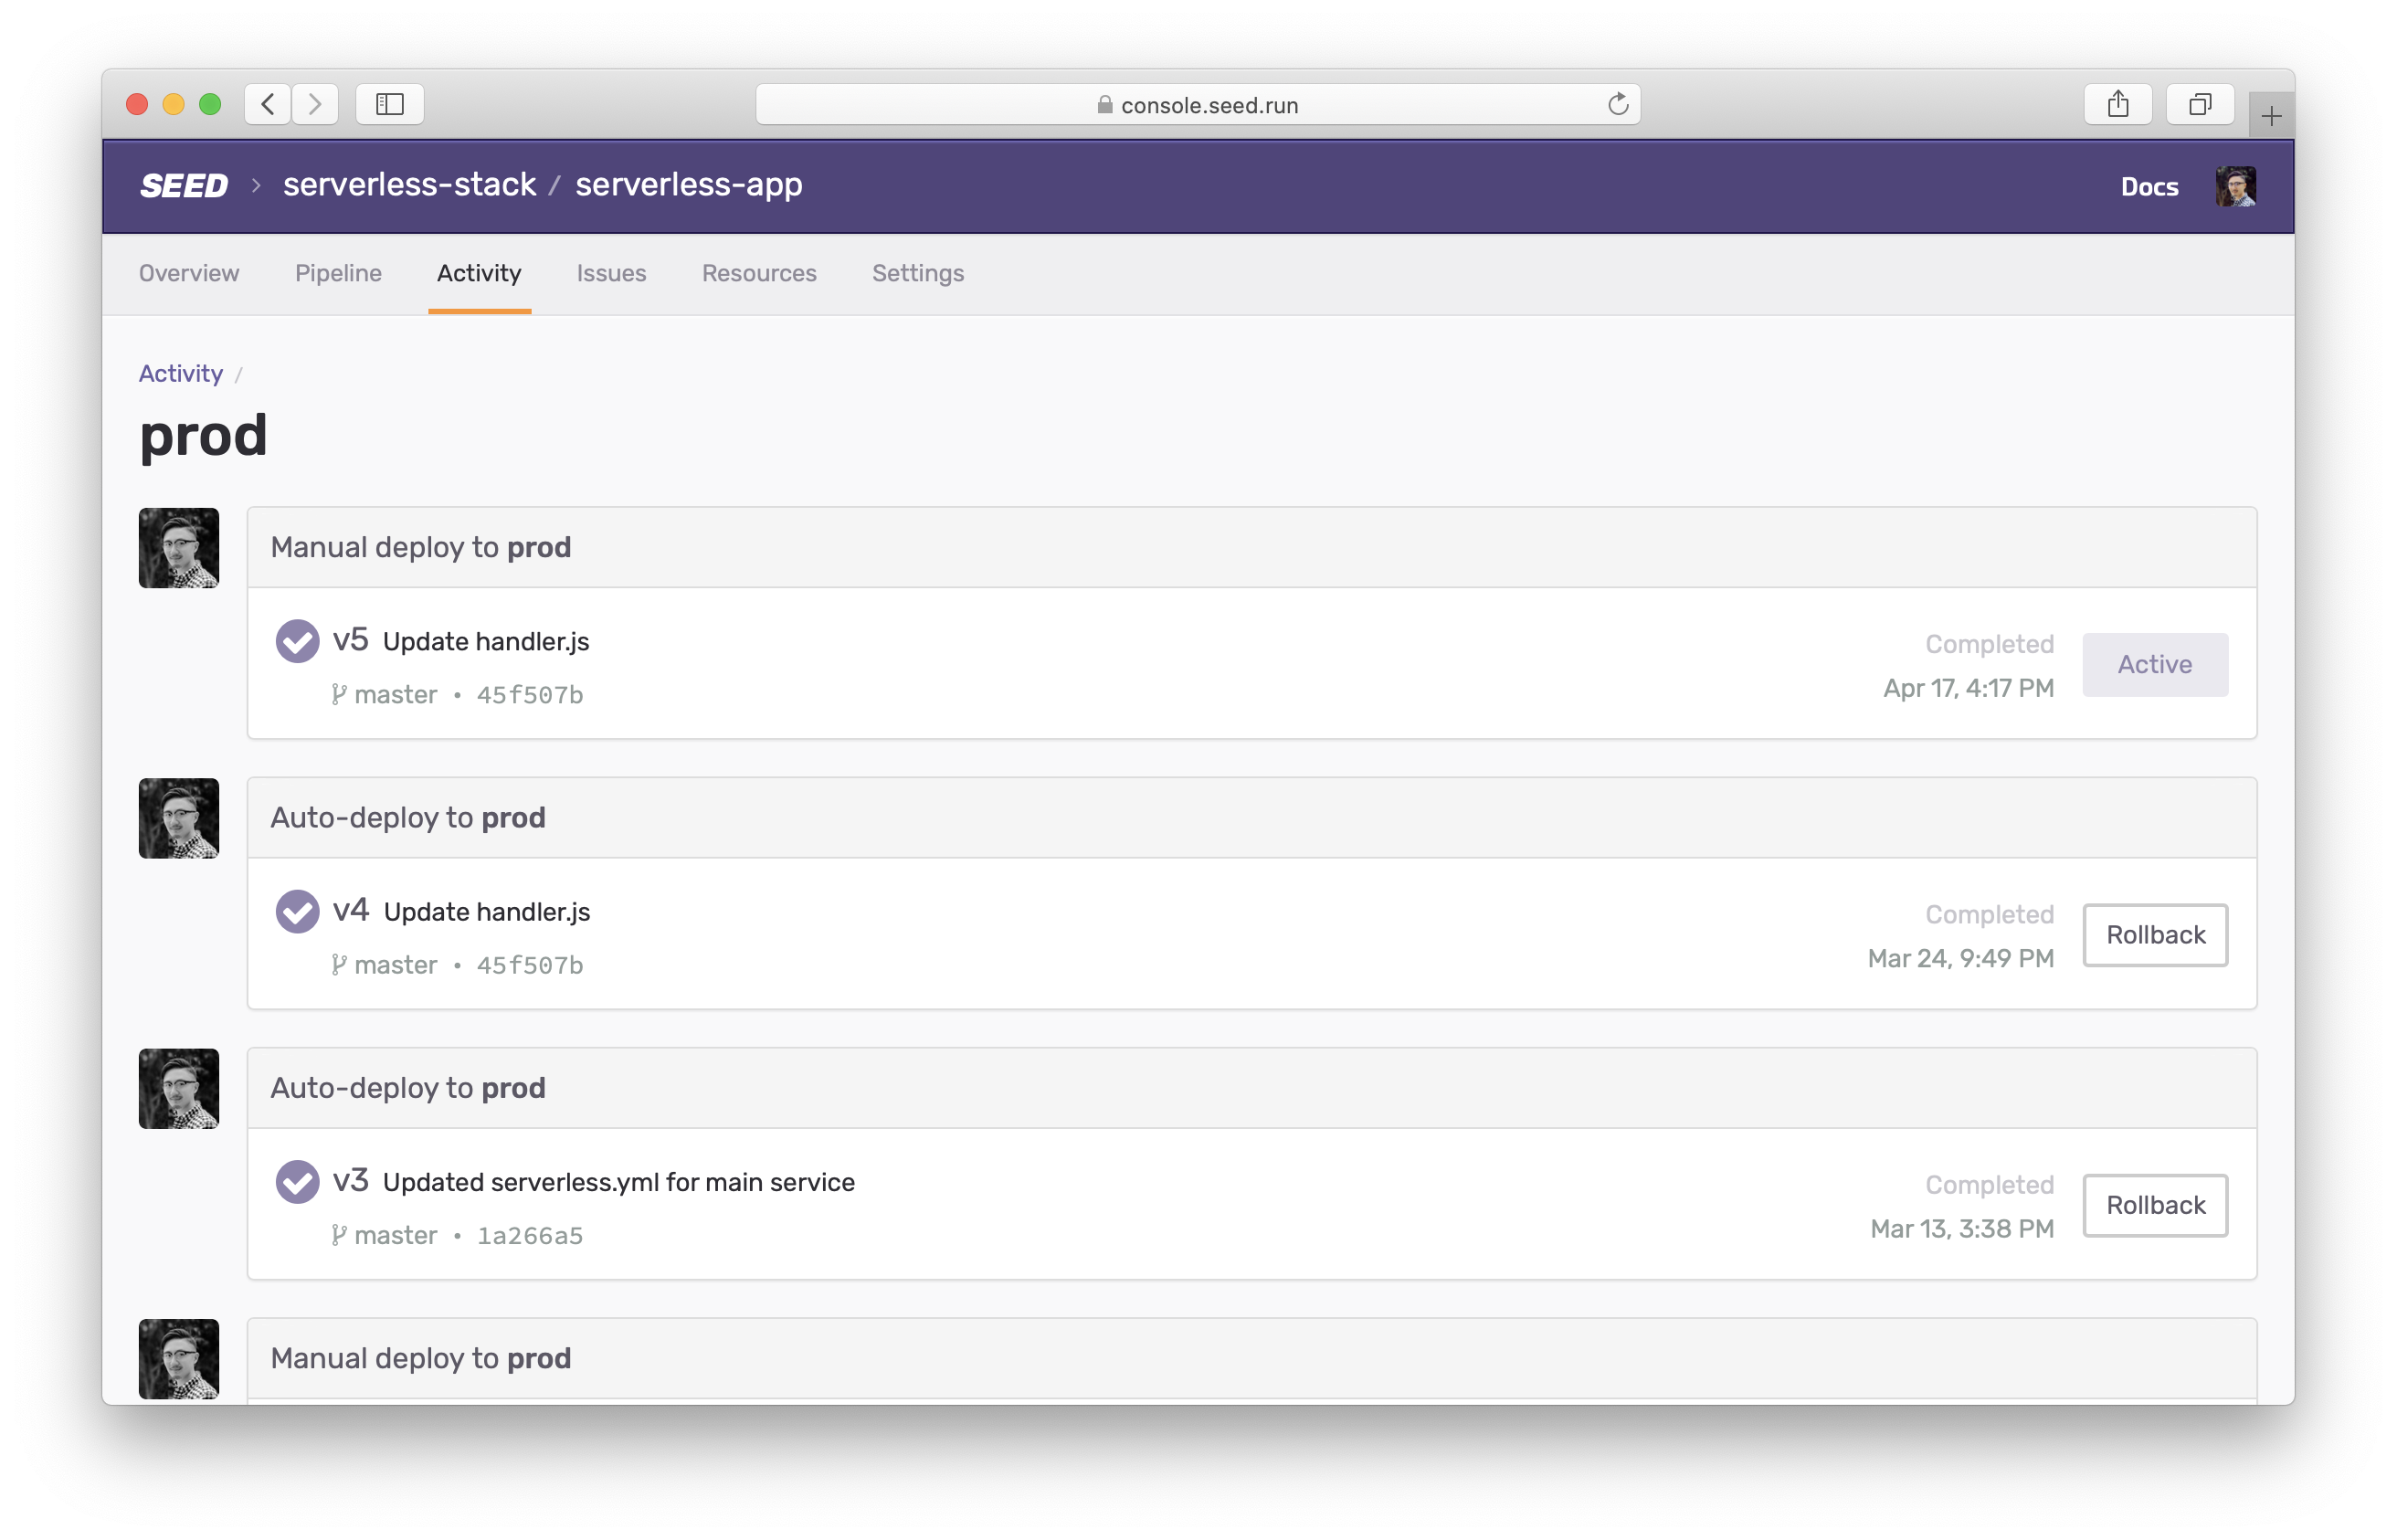 console.seed.run
SEED > serverless-stack / serverless-app Docs
Overview Pipeline Activity Issues Resources Settings
Activity /
prod
Manual deploy to prod
v5 Update handler.js
master • 45f507b
Completed
Apr 17, 4:17 PM
Active
Auto-deploy to prod
v4 Update handler.js
master • 45f507b
Completed
Mar 24, 9:49 PM
Rollback
Auto-deploy to prod
v3 Updated serverless.yml for main service
master • 1a266a5
Completed
Mar 13, 3:38 PM
Rollback
Manual deploy to prod